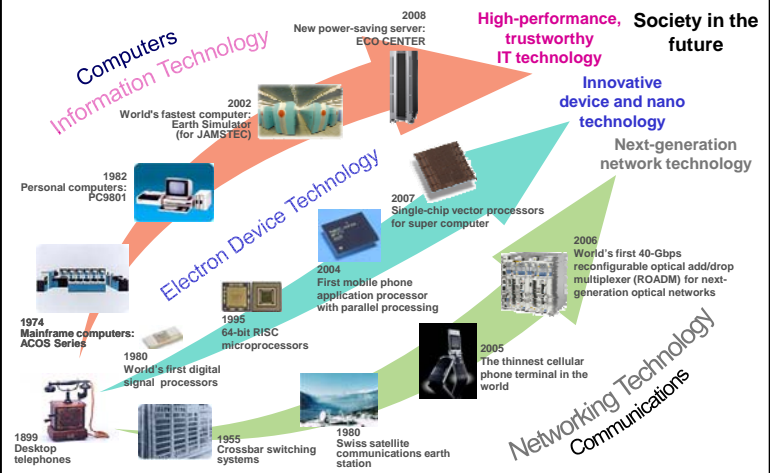 Computers
Information Technology
2008
New power-saving server:
ECO CENTER
High-performance,
trustworthy
IT technology
Society in the
future
2002
World's fastest computer:
Earth Simulator
(for JAMSTEC)
Innovative
device and nano
technology
Next-generation
network technology
1982
Personal computers:
PC9801
Electron Device Technology
2007
Single-chip vector processors
for super computer
2004
First mobile phone
application processor
with parallel processing
2006
World's first 40-Gbps
reconfigurable optical add/drop
multiplexer (ROADM) for next-
generation optical networks
1974
Mainframe computers:
ACOS Series
1995
64-bit RISC
microprocessors
1980
World's first digital
signal processors
2005
The thinnest cellular
phone terminal in the
world
Networking Technology
Communications
1899
Desktop
telephones
1955
Crossbar switching
systems
1980
Swiss satellite
communications earth
station